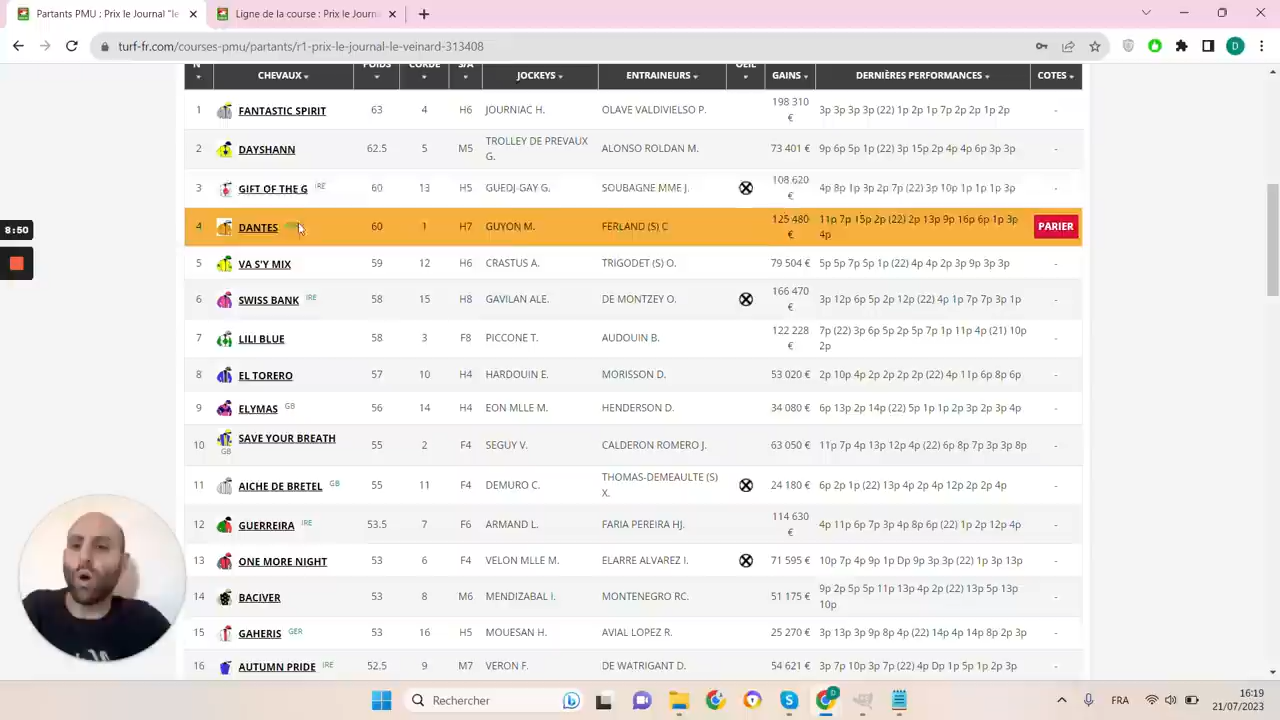 Partants PMU ; Prix Le Journal "le
Ligne de la course : Prix le Journal
turf-fr.com/courses-pmu/partants/r1-prix-le-journal-le-veinard-313408
N° CHEVAUX POIDS CORDE S/A JOCKEYS ENTRAINEURS OEIL GAINS DERNIÈRES PERFORMANCES COTES
1 FANTASTIC SPIRIT 63 4 H6 JOURNIAC H. OLAVE VALDIVIELSO P. 198 310 € 3p 3p 3p 3p (22) 1p 2p 1p 7p 2p 2p 1p 2p -
2 DAYSHANN 62.5 5 M5 TROLLEY DE PREVAUX G. ALONSO ROLDAN M. 73 401 € 9p 6p 5p 1p (22) 3p 15p 2p 4p 4p 6p 3p 3p -
3 GIFT OF THE G IRE 60 13 H5 GUEDJ-GAY G. SOUBAGNE MME J. 108 620 € 4p 8p 1p 3p 2p 7p (22) 3p 10p 1p 1p 1p 3p -
4 DANTES 60 1 H7 GUYON M. FERLAND (S) C 125 480 € 11p 7p 15p 2p (22) 2p 13p 9p 16p 6p 1p 3p 4p PARIER
8:50
5 VA S'Y MIX 59 12 H6 CRASTUS A. TRIGODET (S) O. 79 504 € 5p 5p 7p 5p 1p (22) 4p 4p 2p 3p 9p 3p 3p -
6 SWISS BANK IRE 58 15 H8 GAVILAN ALE. DE MONTZEY O. 166 470 € 3p 12p 6p 5p 2p 12p (22) 4p 1p 7p 7p 3p 1p -
7 LILI BLUE 58 3 F8 PICCONE T. AUDOUIN B. 122 228 € 7p (22) 3p 6p 5p 2p 5p 7p 1p 11p 4p (21) 10p 2p -
8 EL TORERO 57 10 H4 HARDOUIN E. MORISSON D. 53 020 € 2p 10p 4p 2p 2p 2p 2p (22) 4p 11p 6p 8p 6p -
9 ELYMAS GB 56 14 H4 EON MLLE M. HENDERSON D. 34 080 € 6p 13p 2p 14p (22) 5p 1p 1p 2p 3p 2p 3p 4p -
10 SAVE YOUR BREATH GB 55 2 F4 SEGUY V. CALDERON ROMERO J. 63 050 € 11p 7p 4p 13p 12p 4p (22) 6p 8p 7p 3p 3p 8p -
11 AICHE DE BRETEL GB 55 11 F4 DEMURO C. THOMAS-DEMEAULTE (S) X. 24 180 € 6p 2p 1p (22) 13p 4p 2p 4p 12p 2p 2p 4p -
12 GUERREIRA IRE 53.5 7 F6 ARMAND L. FARIA PEREIRA HJ. 114 630 € 4p 11p 6p 7p 3p 4p 8p 6p (22) 1p 2p 12p 4p -
13 ONE MORE NIGHT 53 6 F4 VELON MLLE M. ELARRE ALVAREZ I. 71 595 € 10p 7p 4p 9p 1p Dp 9p 3p 3p (22) 1p 3p 13p -
14 BACIVER 53 8 M6 MENDIZABAL I. MONTENEGRO RC. 51 175 € 9p 2p 5p 5p 11p 13p 4p 2p (22) 13p 5p 13p 10p -
15 GAHERIS GER 53 16 H5 MOUESAN H. AVIAL LOPEZ R. 25 270 € 3p 13p 3p 9p 8p 4p (22) 14p 4p 14p 8p 2p 3p -
16 AUTUMN PRIDE IRE 52.5 9 M7 VERON F. DE WATRIGANT D. 54 621 € 3p 7p 10p 3p 7p (22) 4p Dp 1p 5p 1p 2p 3p -
Rechercher
FRA
16:19
21/07/2023